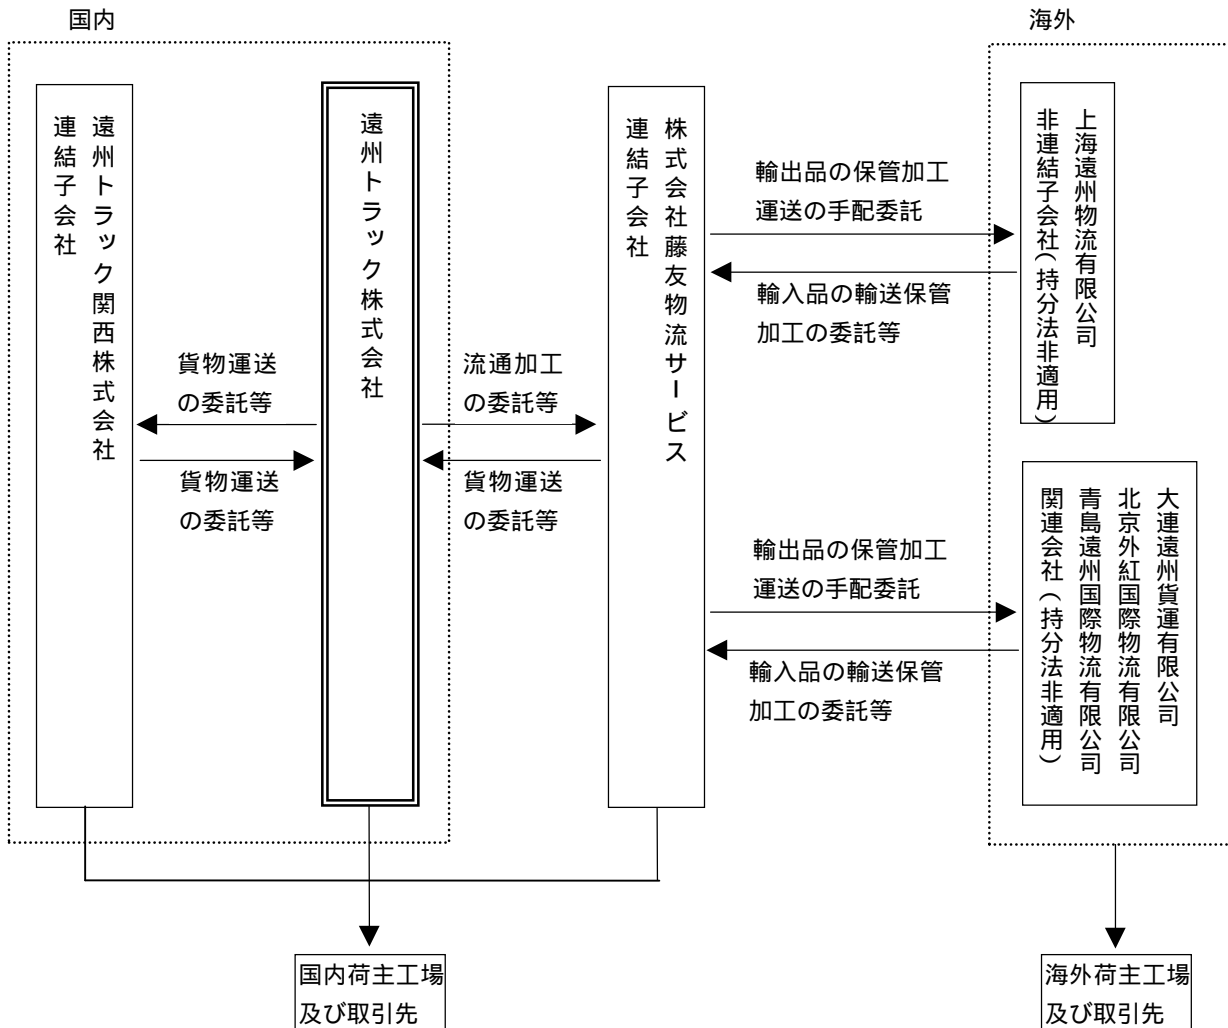 国内
海外
遠州トラック関西株式会社
連結子会社
遠州トラック株式会社
株式会社藤友物流サービス
連結子会社
上海遠州物流有限公司
非連結子会社(持分法非適用)
輸出品の保管加工
運送の手配委託
輸入品の輸送保管
加工の委託等
貨物運送
の委託等
流通加工
の委託等
貨物運送
の委託等
貨物運送
の委託等
大連遠州貨運有限公司
北京外紅国際物流有限公司
青島遠州国際物流有限公司
関連会社(持分法非適用)
輸出品の保管加工
運送の手配委託
輸入品の輸送保管
加工の委託等
国内荷主工場
及び取引先
海外荷主工場
及び取引先